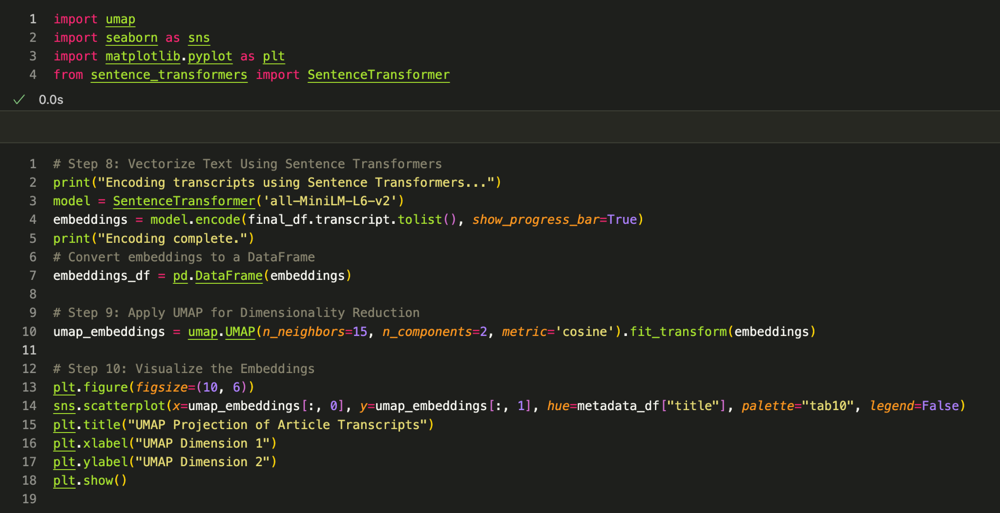 1 import umap
2 import seaborn as sns
3 import matplotlib.pyplot as plt
4 from sentence_transformers import SentenceTransformer
✓ 0.0s
1 # Step 8: Vectorize Text Using Sentence Transformers
2 print("Encoding transcripts using Sentence Transformers...")
3 model = SentenceTransformer('all-MiniLM-L6-v2')
4 embeddings = model.encode(final_df.transcript.tolist(), show_progress_bar=True)
5 print("Encoding complete.")
6 # Convert embeddings to a DataFrame
7 embeddings_df = pd.DataFrame(embeddings)
8
9 # Step 9: Apply UMAP for Dimensionality Reduction
10 umap_embeddings = umap.UMAP(n_neighbors=15, n_components=2, metric='cosine').fit_transform(embeddings)
11
12 # Step 10: Visualize the Embeddings
13 plt.figure(figsize=(10, 6))
14 sns.scatterplot(x=umap_embeddings[:, 0], y=umap_embeddings[:, 1], hue=metadata_df["title"], palette="tab10", legend=False)
15 plt.title("UMAP Projection of Article Transcripts")
16 plt.xlabel("UMAP Dimension 1")
17 plt.ylabel("UMAP Dimension 2")
18 plt.show()
19